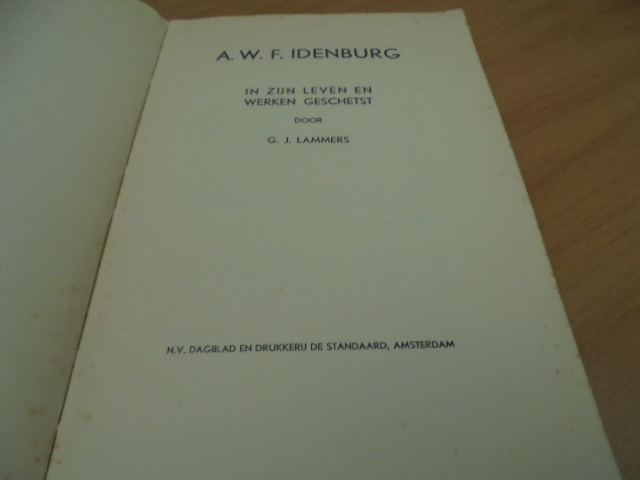 A. W. F. IDENBURG
IN ZIJN LEVEN EN
WERKEN GESCHETST
DOOR
G. J. LAMMERS
N.V. DAGBLAD EN DRUKKERIJ DE STANDAARD, AMSTERDAM